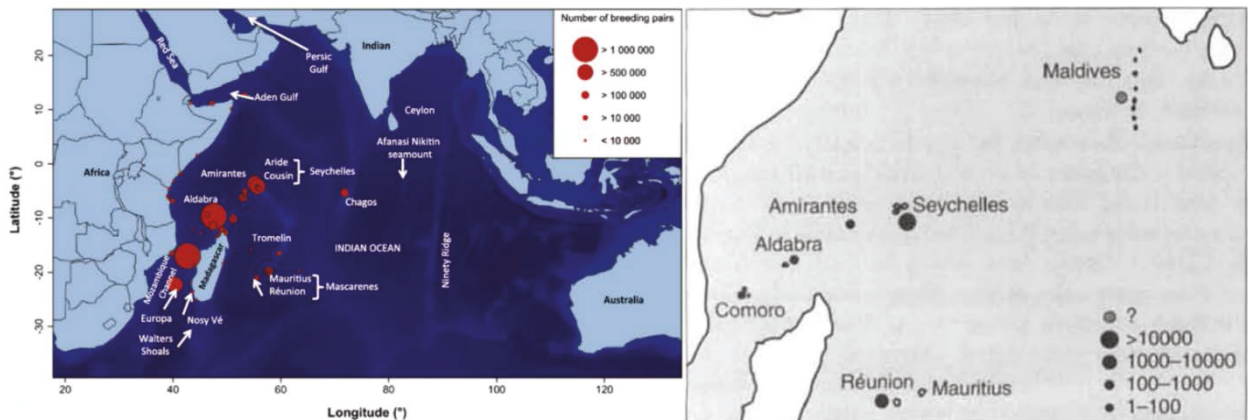 Number of breeding pairs
> 1 000 000
> 500 000
> 100 000
> 10 000
< 10 000
20
10
0
-10
-20
-30
Latitude (°)
20
40
60
80
100
120
Longitude (°)
Red Sea
Persic
Gulf
Indian
Aden Gulf
Ceylon
Afanasi Nikitin
seamount
Africa
Amirantes
Aride
Cousin
Seychelles
Aldabra
Chagos
Tromelin
INDIAN OCEAN
Ninety Ridge
Mozambique
Channel
Madagascar
Mauritius
Réunion
Mascarenes
Europa
Nosy Vé
Walters
Shoals
Australia
Maldives
Amirantes
Seychelles
Aldabra
Comoro
Réunion
Mauritius
?
>10000
1000–10000
100–1000
1–100